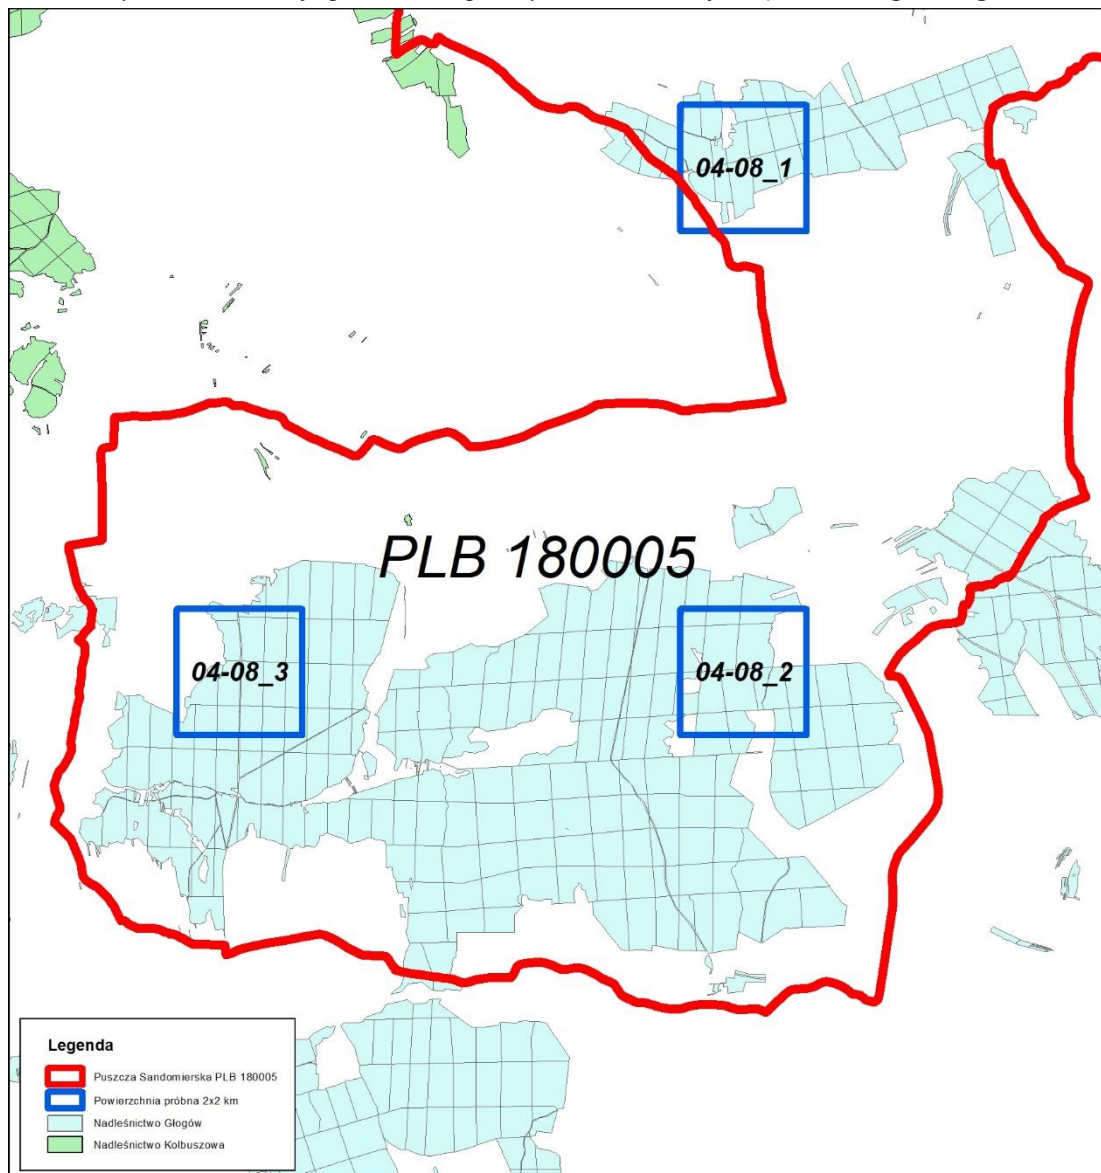 04-08_1
PLB 180005
04-08_3
04-08_2
Legenda
Puszcza Sandomierska PLB 180005
Powierzchnia próbna 2x2 km
Nadleśnictwo Głogów
Nadleśnictwo Kolbuszowa